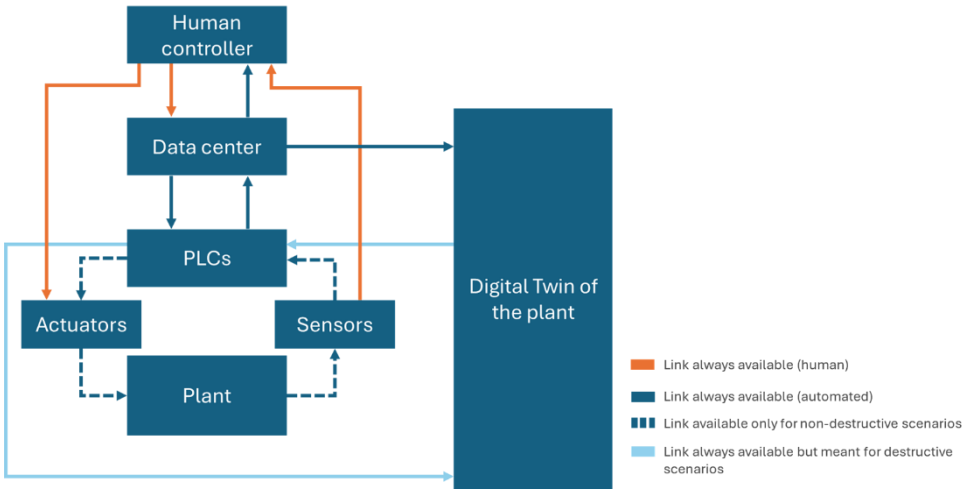 Human
controller
Data center
PLCs
Actuators
Sensors
Plant
Digital Twin of
the plant
Link always available (human)
Link always available (automated)
Link available only for non-destructive scenarios
Link always available but meant for destructive
scenarios